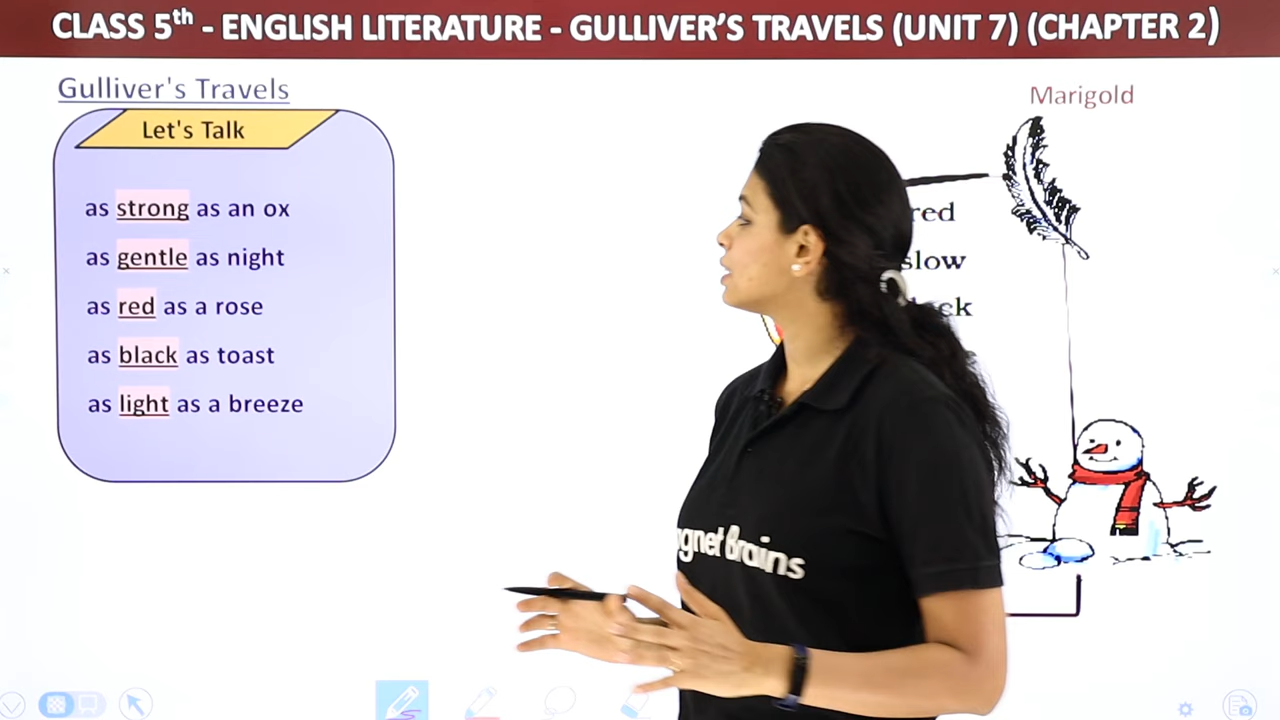 CLASS 5th - ENGLISH LITERATURE - GULLIVER'S TRAVELS (UNIT 7) (CHAPTER 2)
Gulliver's Travels
Marigold
Let's Talk
as strong as an ox
as gentle as night
as red as a rose
as black as toast
as light as a breeze
red
slow
Brains